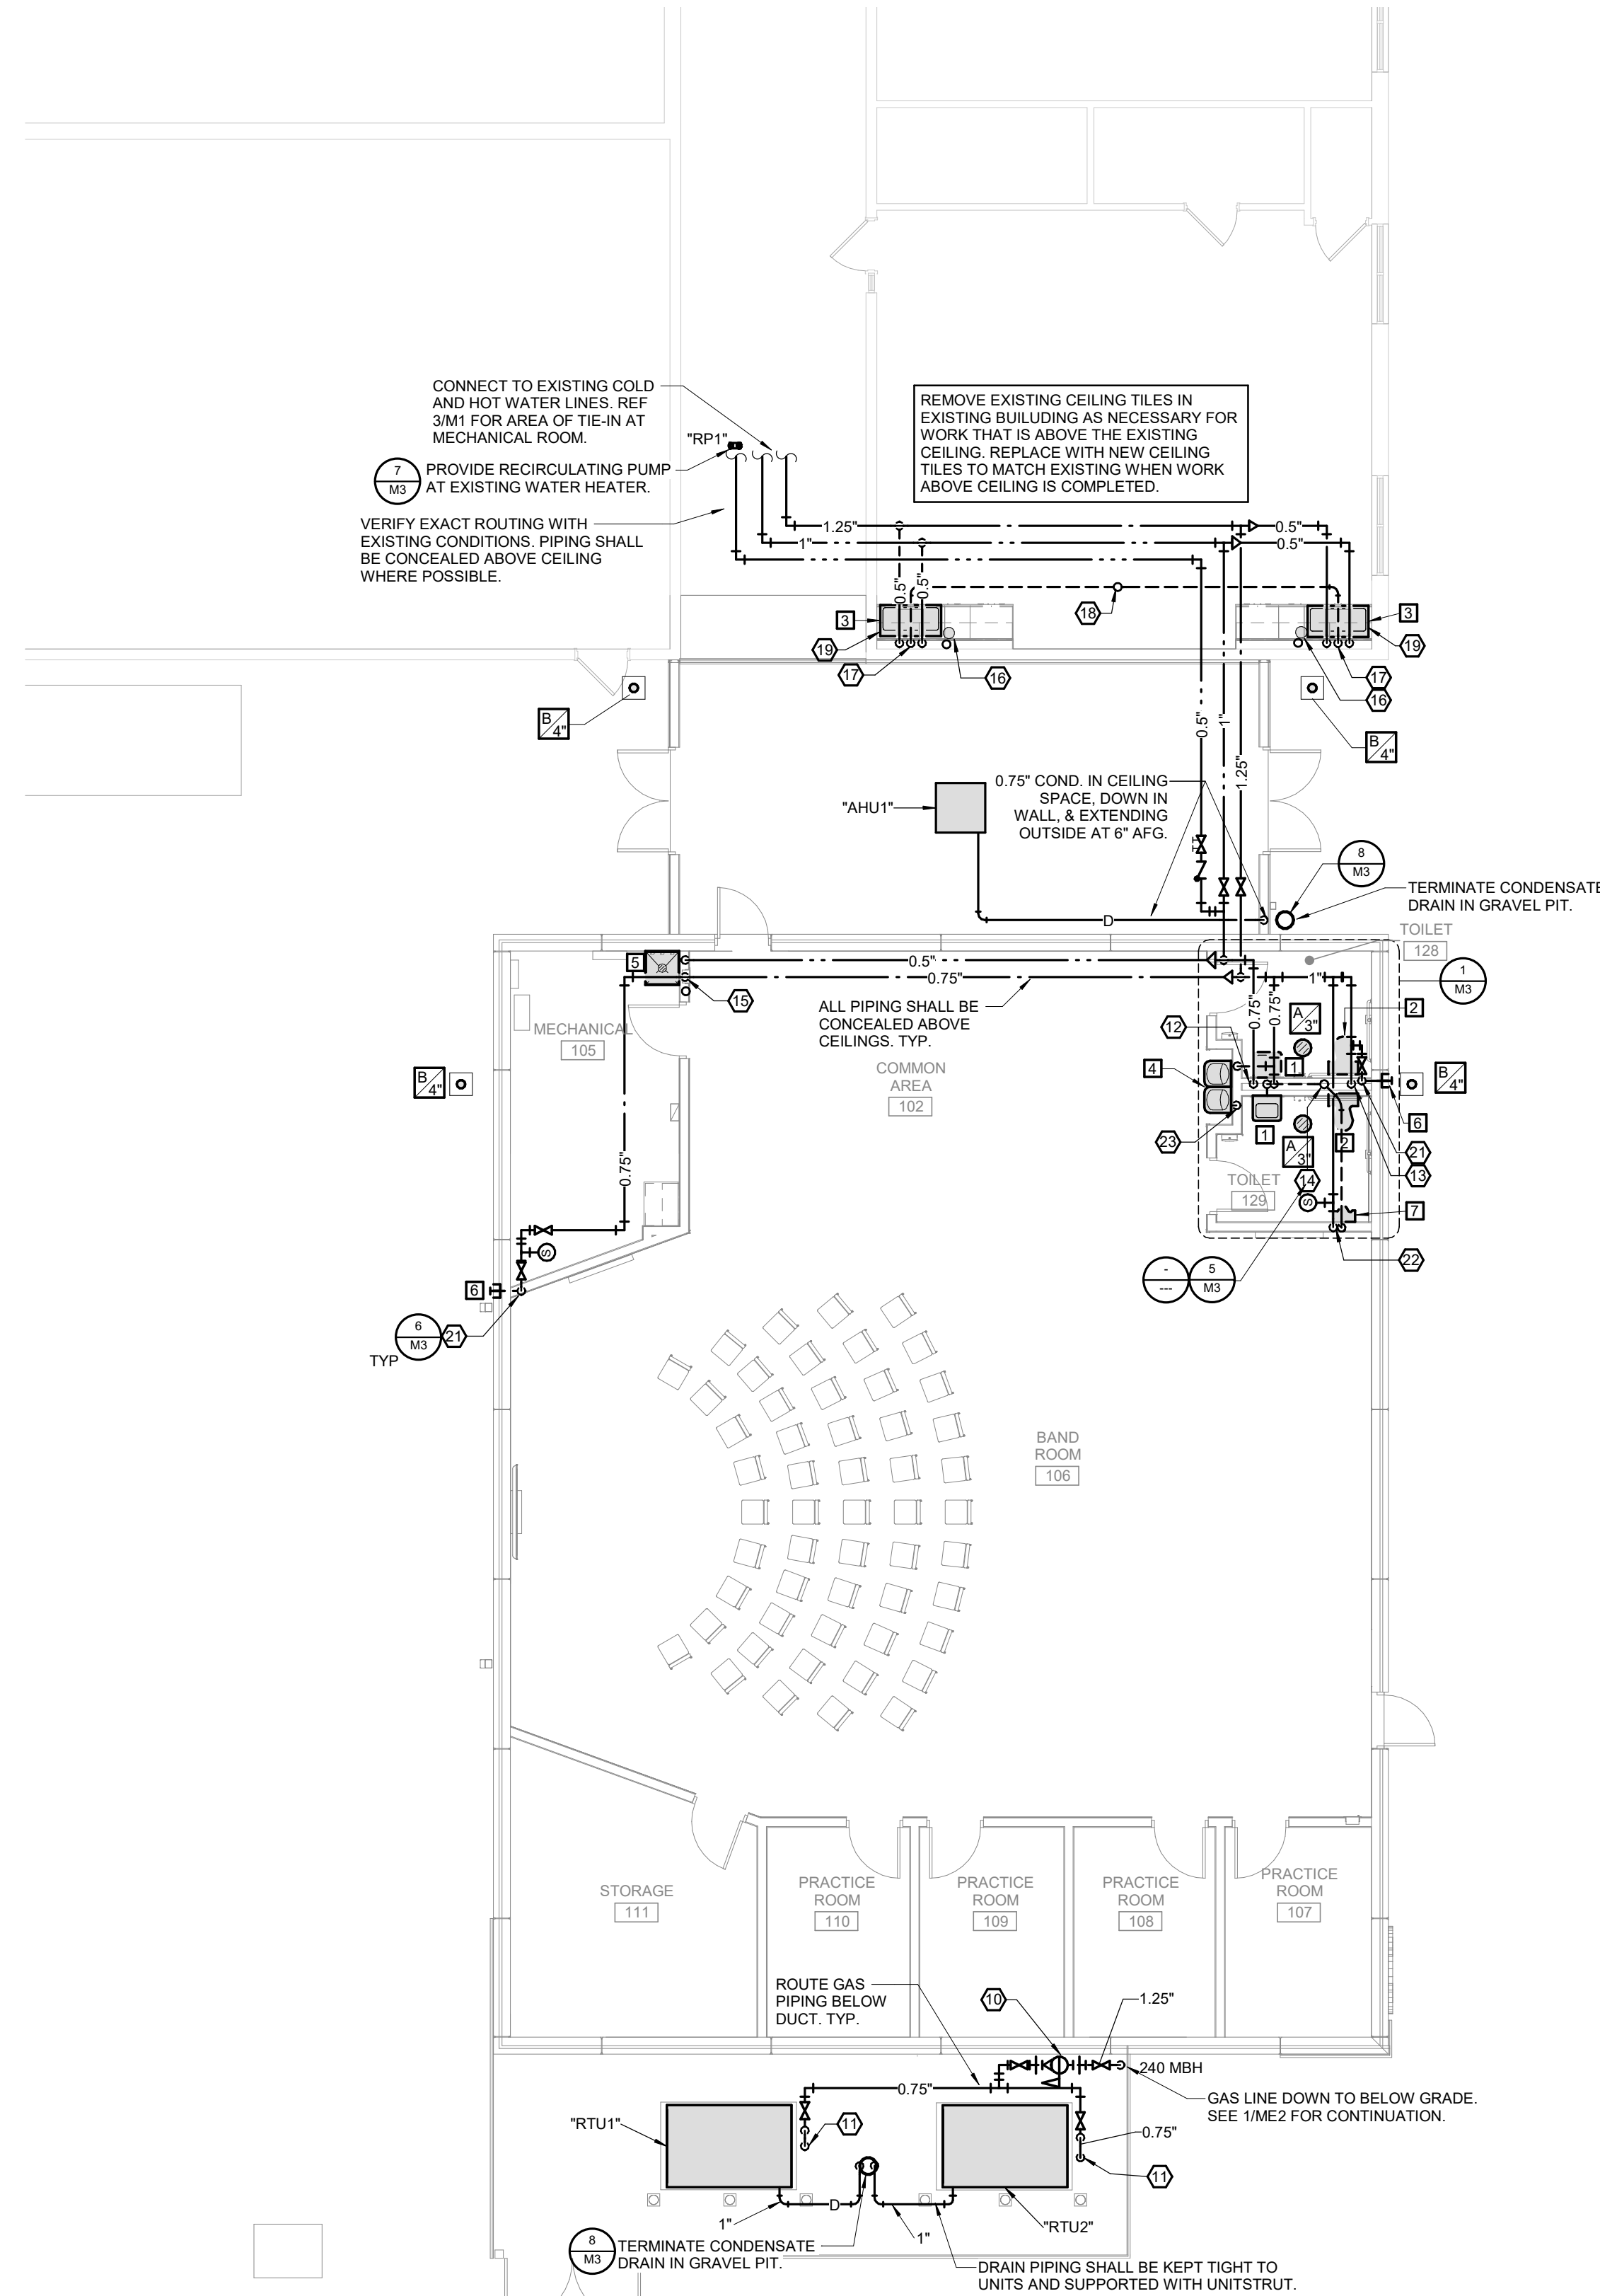 CONNECT TO EXISTING COLD
AND HOT WATER LINES. REF
3/M1 FOR AREA OF TIE-IN AT
MECHANICAL ROOM.
"RP1"
7
M3
PROVIDE RECIRCULATING PUMP
AT EXISTING WATER HEATER.
VERIFY EXACT ROUTING WITH
EXISTING CONDITIONS. PIPING SHALL
BE CONCEALED ABOVE CEILING
WHERE POSSIBLE.
REMOVE EXISTING CEILING TILES IN
EXISTING BUILUDING AS NECESSARY FOR
WORK THAT IS ABOVE THE EXISTING
CEILING. REPLACE WITH NEW CEILING
TILES TO MATCH EXISTING WHEN WORK
ABOVE CEILING IS COMPLETED.
1.25"
0.5"
1"
0.5"
0.5"
0.5"
18
3
3
19
19
17
16
17
16
B
4"
B
4"
0.5"
1"
1.25"
"AHU1"
0.75" COND. IN CEILING
SPACE, DOWN IN
WALL, & EXTENDING
OUTSIDE AT 6" AFG.
8
M3
TERMINATE CONDENSATE
DRAIN IN GRAVEL PIT.
D
TOILET
128
1
M3
5
0.5"
0.75"
1"
15
ALL PIPING SHALL BE
CONCEALED ABOVE
CEILINGS. TYP.
MECHANICAL
105
0.75"
0.75"
A
3"
2
12
1
4
COMMON
AREA
102
B
4"
B
4"
6
23
1
A
3"
2
21
13
14
TOILET
129
S
7
22
0.75"
S
6
-
---
5
M3
6
M3
21
TYP
BAND
ROOM
106
STORAGE
111
PRACTICE
ROOM
110
PRACTICE
ROOM
109
PRACTICE
ROOM
108
PRACTICE
ROOM
107
ROUTE GAS
PIPING BELOW
DUCT. TYP.
10
1.25"
240 MBH
GAS LINE DOWN TO BELOW GRADE.
SEE 1/ME2 FOR CONTINUATION.
0.75"
"RTU1"
11
0.75"
11
D
1"
1"
"RTU2"
8
M3
TERMINATE CONDENSATE
DRAIN IN GRAVEL PIT.
DRAIN PIPING SHALL BE KEPT TIGHT TO
UNITS AND SUPPORTED WITH UNITSTRUT.